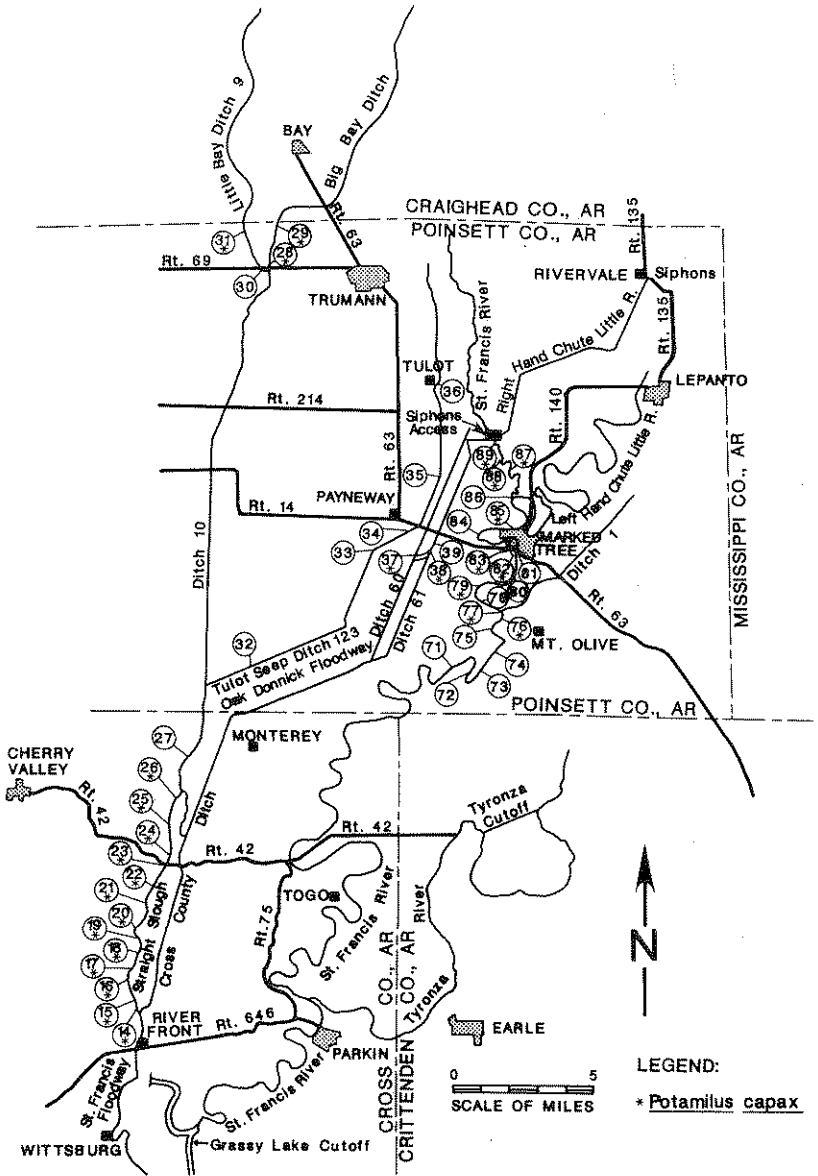 Little Bay Ditch 9
Big Bay Ditch
BAY
Rt. 63
CRAIGHEAD CO., AR
POINSETT CO., AR
Rt. 135
31
*
29
*
28
*
30
Rt. 69
TRUMANN
RIVERVALE
Siphons
Rt. 135
St. Francis River
Right Hand Chute Little R.
TULOT
36
LEPANTO
Rt. 140
Rt. 214
Siphons
Access
Rt. 63
Left Hand Chute Little R.
89
*
87
*
88
*
35
86
PAYNEWAY
Rt. 14
85
*
84
34
33
MARKED
TREE
Ditch 1
Ditch 10
37
*
39
38
*
83
*
82
*
81
79
*
80
78
77
*
Ditch 60
Ditch 61
Rt. 63
MISSISSIPPI CO., AR
32
75
76
*
MT. OLIVE
Tulot Seep Ditch 123
Oak Donnick Floodway
71
74
72
73
POINSETT CO., AR
27
MONTEREY
CHERRY
VALLEY
26
*
Rt. 42
25
*
Ditch
Tyronza
Cutoff
24
*
Rt. 42
23
*
Rt. 42
22
*
21
*
TOGO
20
*
19
*
18
*
17
*
16
*
15
*
14
*
Straight Slough
Cross County
Rt.75
St. Francis River
Tyronza River
N
RIVER
FRONT
Rt. 646
PARKIN
EARLE
CROSS CO., AR
CRITTENDEN CO., AR
0 5
SCALE OF MILES
LEGEND:
* Potamilus capax
St. Francis
Floodway
St. Francis River
WITTSBURG
Grassy Lake Cutoff